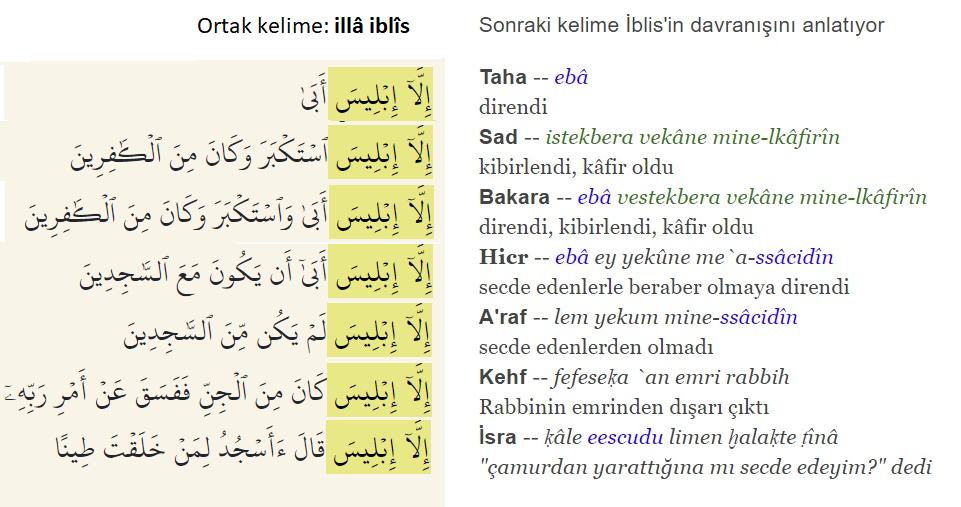 Ortak kelime: illâ iblîs
إِلَّآ إِبْلِيسَ أَبَىٰ
إِلَّآ إِبْلِيسَ ٱسْتَكْبَرَ وَكَانَ مِنَ ٱلْكَٰفِرِينَ
إِلَّآ إِبْلِيسَ أَبَىٰ وَٱسْتَكْبَرَ وَكَانَ مِنَ ٱلْكَٰفِرِينَ
إِلَّآ إِبْلِيسَ أَبَىٰٓ أَن يَكُونَ مَعَ ٱلسَّٰجِدِينَ
إِلَّآ إِبْلِيسَ لَمْ يَكُن مِّنَ ٱلسَّٰجِدِينَ
إِلَّآ إِبْلِيسَ كَانَ مِنَ ٱلْجِنِّ فَفَسَقَ عَنْ أَمْرِ رَبِّهِۦٓ
إِلَّآ إِبْلِيسَ قَالَ ءَأَسْجُدُ لِمَنْ خَلَقْتَ طِينًا
Sonraki kelime İblis'in davranışını anlatıyor
Taha -- ebâ
direndi
Sad -- istekbera vekâne mine-lkâfirîn
kibirlendi, kâfir oldu
Bakara -- ebâ vestekbera vekâne mine-lkâfirîn
direndi, kibirlendi, kâfir oldu
Hicr -- ebâ ey yekûne me`a-ssâcidîn
secde edenlerle beraber olmaya direndi
A'raf -- lem yekum mine-ssâcidîn
secde edenlerden olmadı
Kehf -- fefeseḳa `an emri rabbih
Rabbinin emrinden dışarı çıktı
İsra -- ḳâle eescudu limen ḫalaḳte ṭînâ
"çamurdan yarattığına mı secde edeyim?" dedi